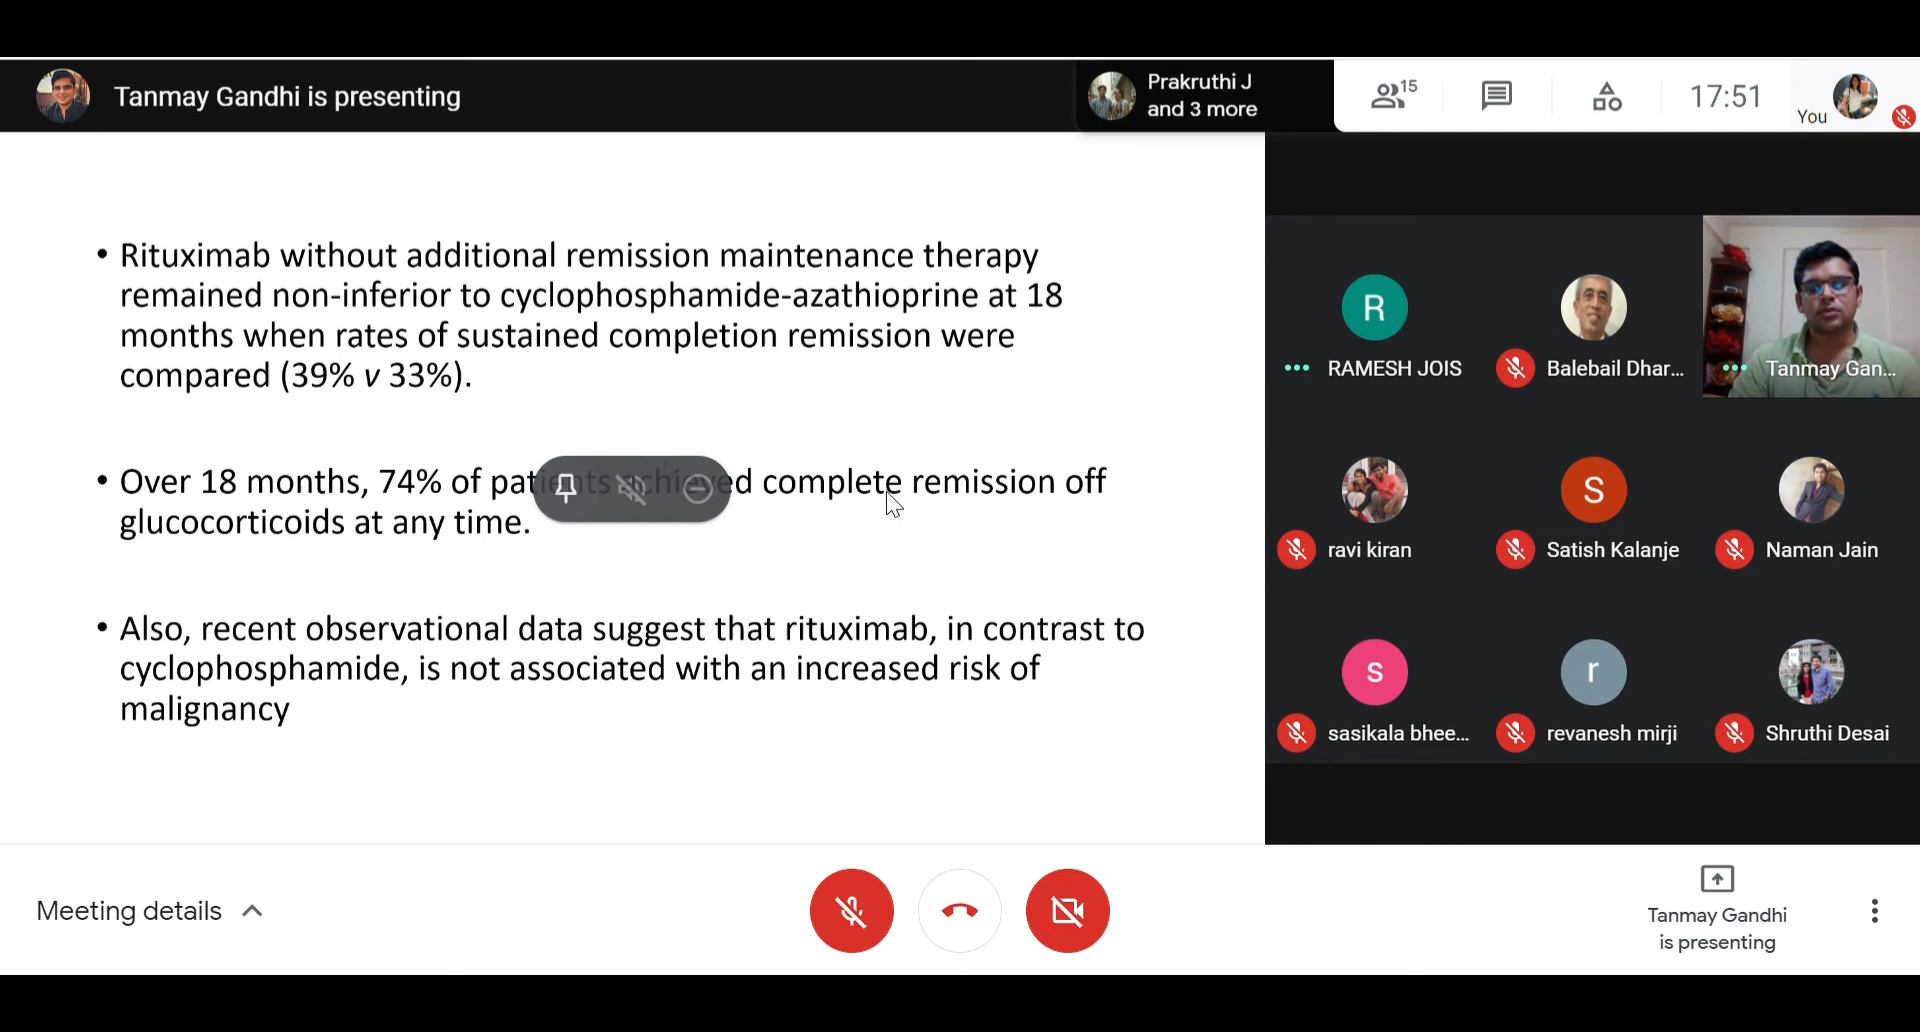 Tanmay Gandhi is presenting
Prakruthi J
and 3 more
15
17:51
You
• Rituximab without additional remission maintenance therapy
remained non-inferior to cyclophosphamide-azathioprine at 18
months when rates of sustained completion remission were
compared (39% v 33%).
• Over 18 months, 74% of patients achieved complete remission off
glucocorticoids at any time.
• Also, recent observational data suggest that rituximab, in contrast to
cyclophosphamide, is not associated with an increased risk of
malignancy
R
RAMESH JOIS
Balebail Dhar...
Tanmay Gan...
S
ravi kiran
Satish Kalanje
Naman Jain
s
r
sasikala bhee...
revanesh mirji
Shruthi Desai
Meeting details
Tanmay Gandhi
is presenting